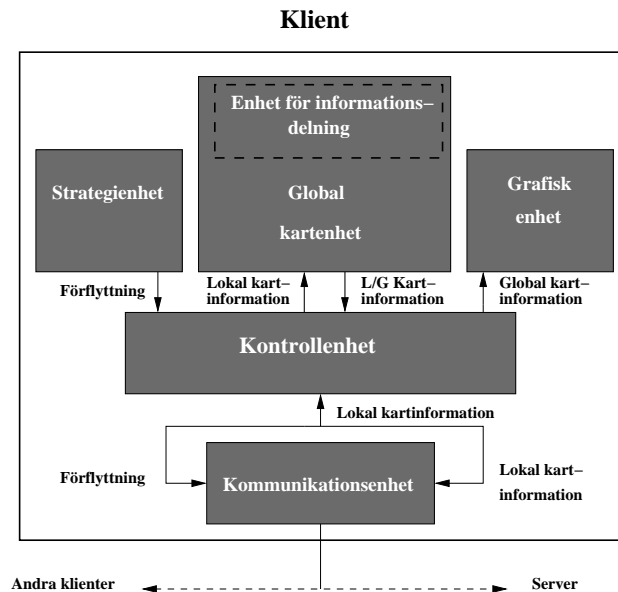 Klient
Enhet för informations–
delning
Strategienhet
Global
kartenhet
Grafisk
enhet
Förflyttning
Lokal kart–
information
L/G Kart–
information
Global kart–
information
Kontrollenhet
Lokal kartinformation
Förflyttning
Kommunikationsenhet
Lokal kart–
information
Andra klienter
Server